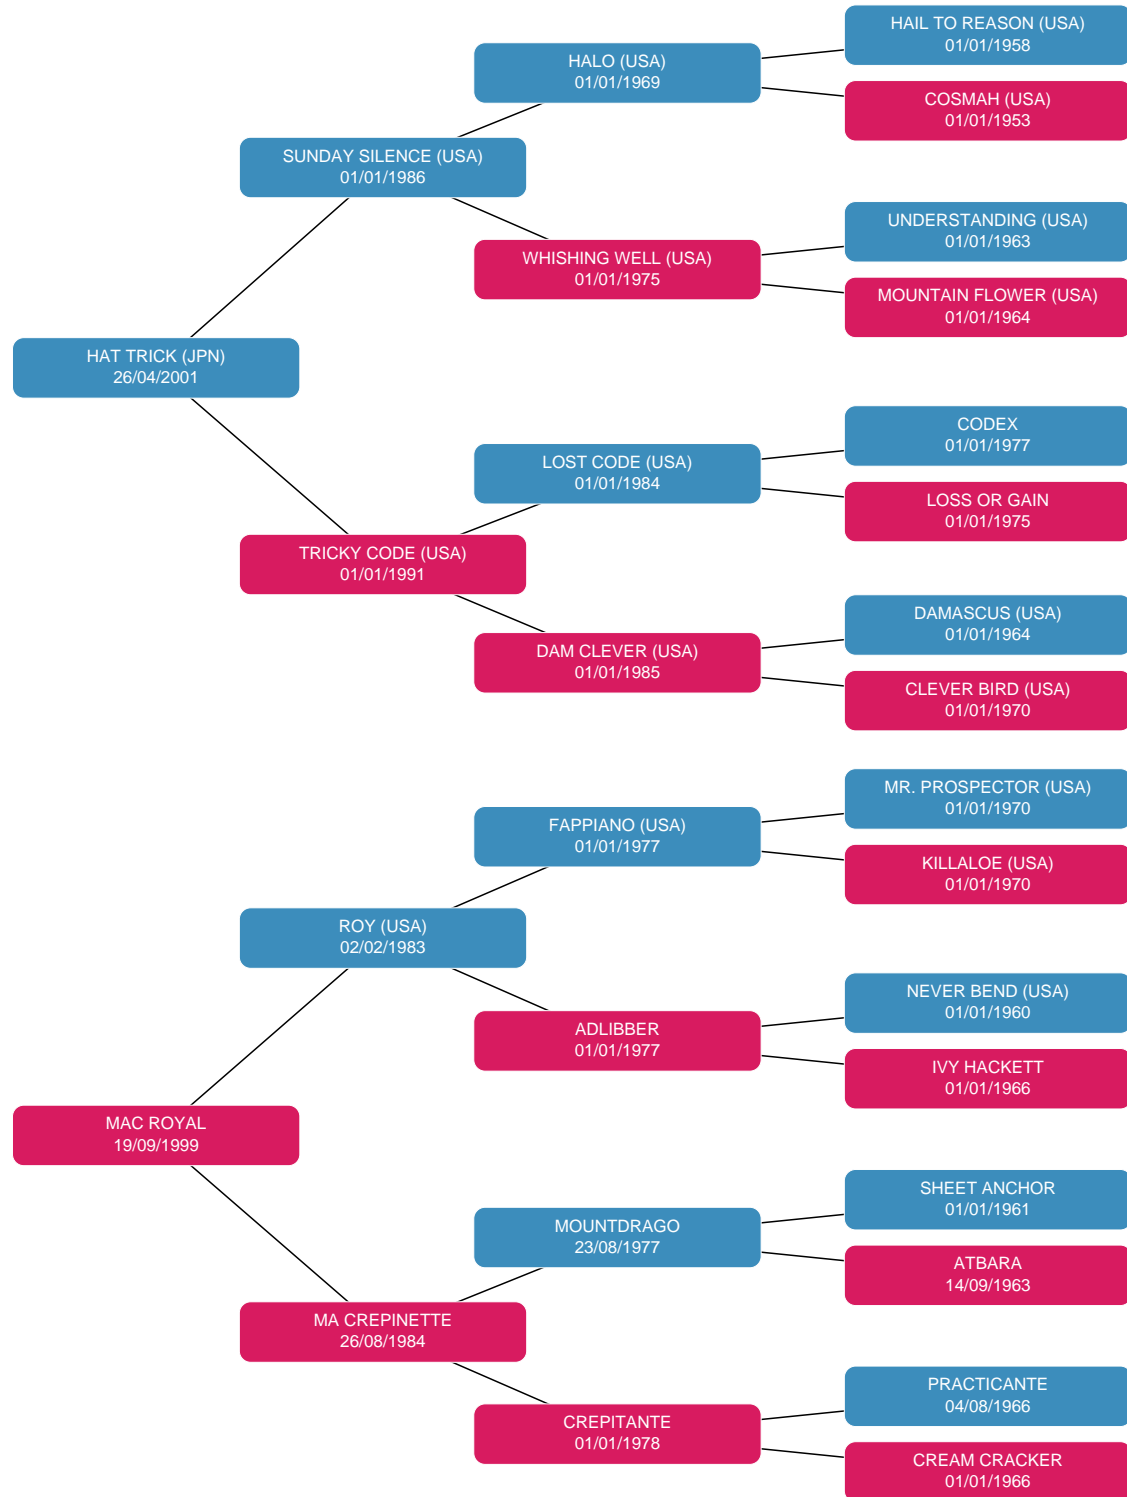 HAIL TO REASON (USA)
01/01/1958
HALO (USA)
01/01/1969
COSMAH (USA)
01/01/1953
SUNDAY SILENCE (USA)
01/01/1986
UNDERSTANDING (USA)
01/01/1963
WHISHING WELL (USA)
01/01/1975
MOUNTAIN FLOWER (USA)
01/01/1964
HAT TRICK (JPN)
26/04/2001
CODEX
01/01/1977
LOST CODE (USA)
01/01/1984
LOSS OR GAIN
01/01/1975
TRICKY CODE (USA)
01/01/1991
DAMASCUS (USA)
01/01/1964
DAM CLEVER (USA)
01/01/1985
CLEVER BIRD (USA)
01/01/1970
MR. PROSPECTOR (USA)
01/01/1970
FAPPIANO (USA)
01/01/1977
KILLALOE (USA)
01/01/1970
ROY (USA)
02/02/1983
NEVER BEND (USA)
01/01/1960
ADLIBBER
01/01/1977
IVY HACKETT
01/01/1966
MAC ROYAL
19/09/1999
SHEET ANCHOR
01/01/1961
MOUNTDRAGO
23/08/1977
ATBARA
14/09/1963
MA CREPINETTE
26/08/1984
PRACTICANTE
04/08/1966
CREPITANTE
01/01/1978
CREAM CRACKER
01/01/1966